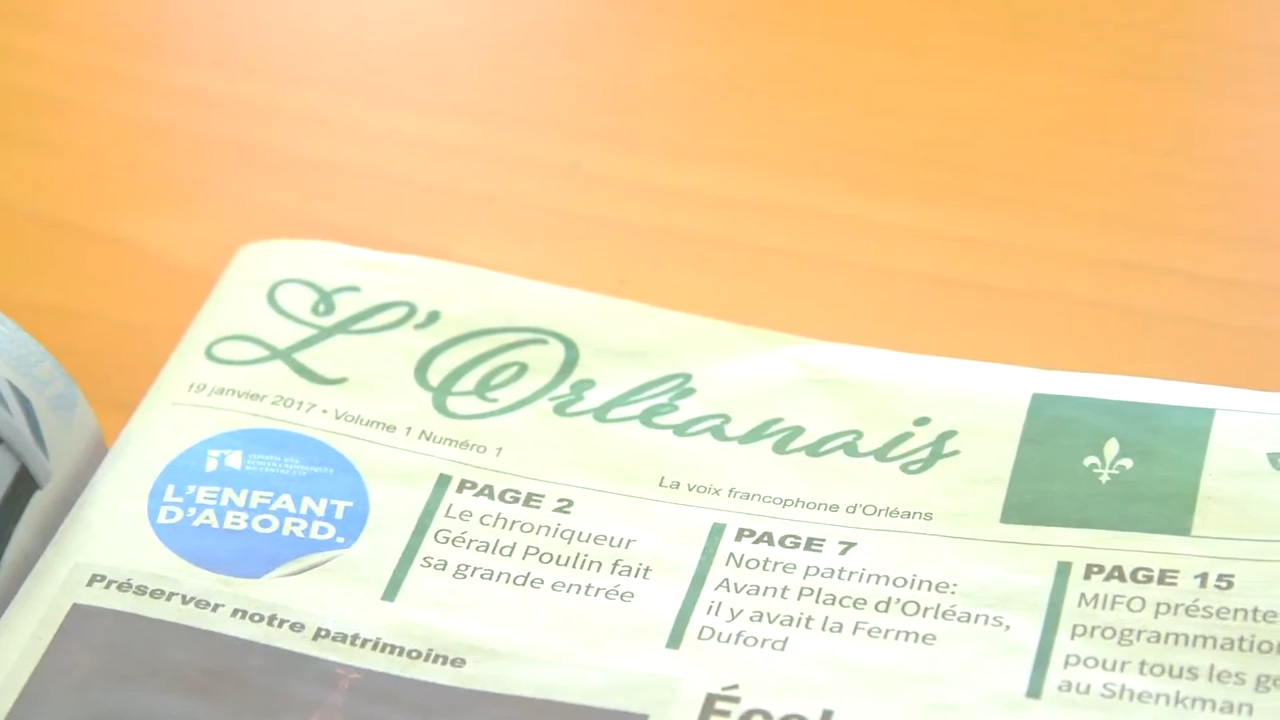 L'Orléanais
19 janvier 2017 • Volume 1 Numéro 1
La voix francophone d'Orléans
L'ENFANT
D'ABORD.
PAGE 2
Le chroniqueur
Gérald Poulin fait
sa grande entrée
PAGE 7
Notre patrimoine:
Avant Place d'Orléans,
il y avait la Ferme
Duford
PAGE 15
MIFO présente
programmation
pour tous les
au Shenkman
Préserver notre patrimoine